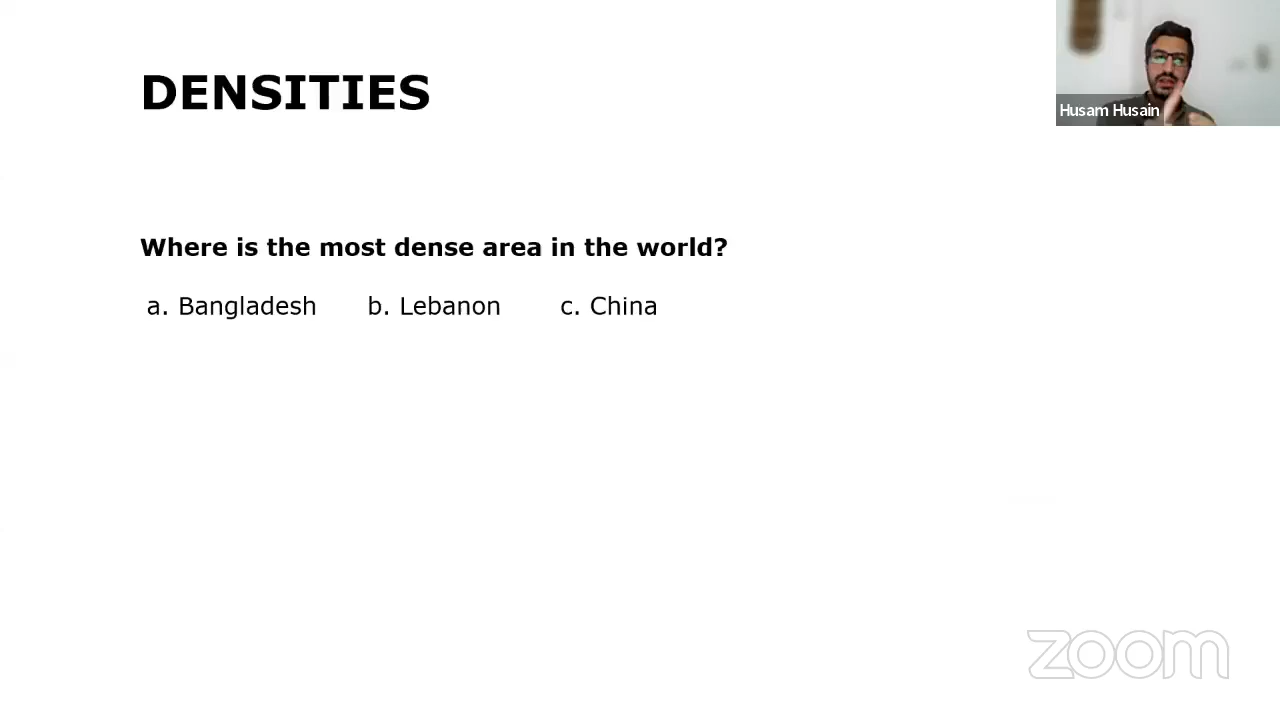 DENSITIES
Husam Husain
Where is the most dense area in the world?
a. Bangladesh b. Lebanon c. China
zoom